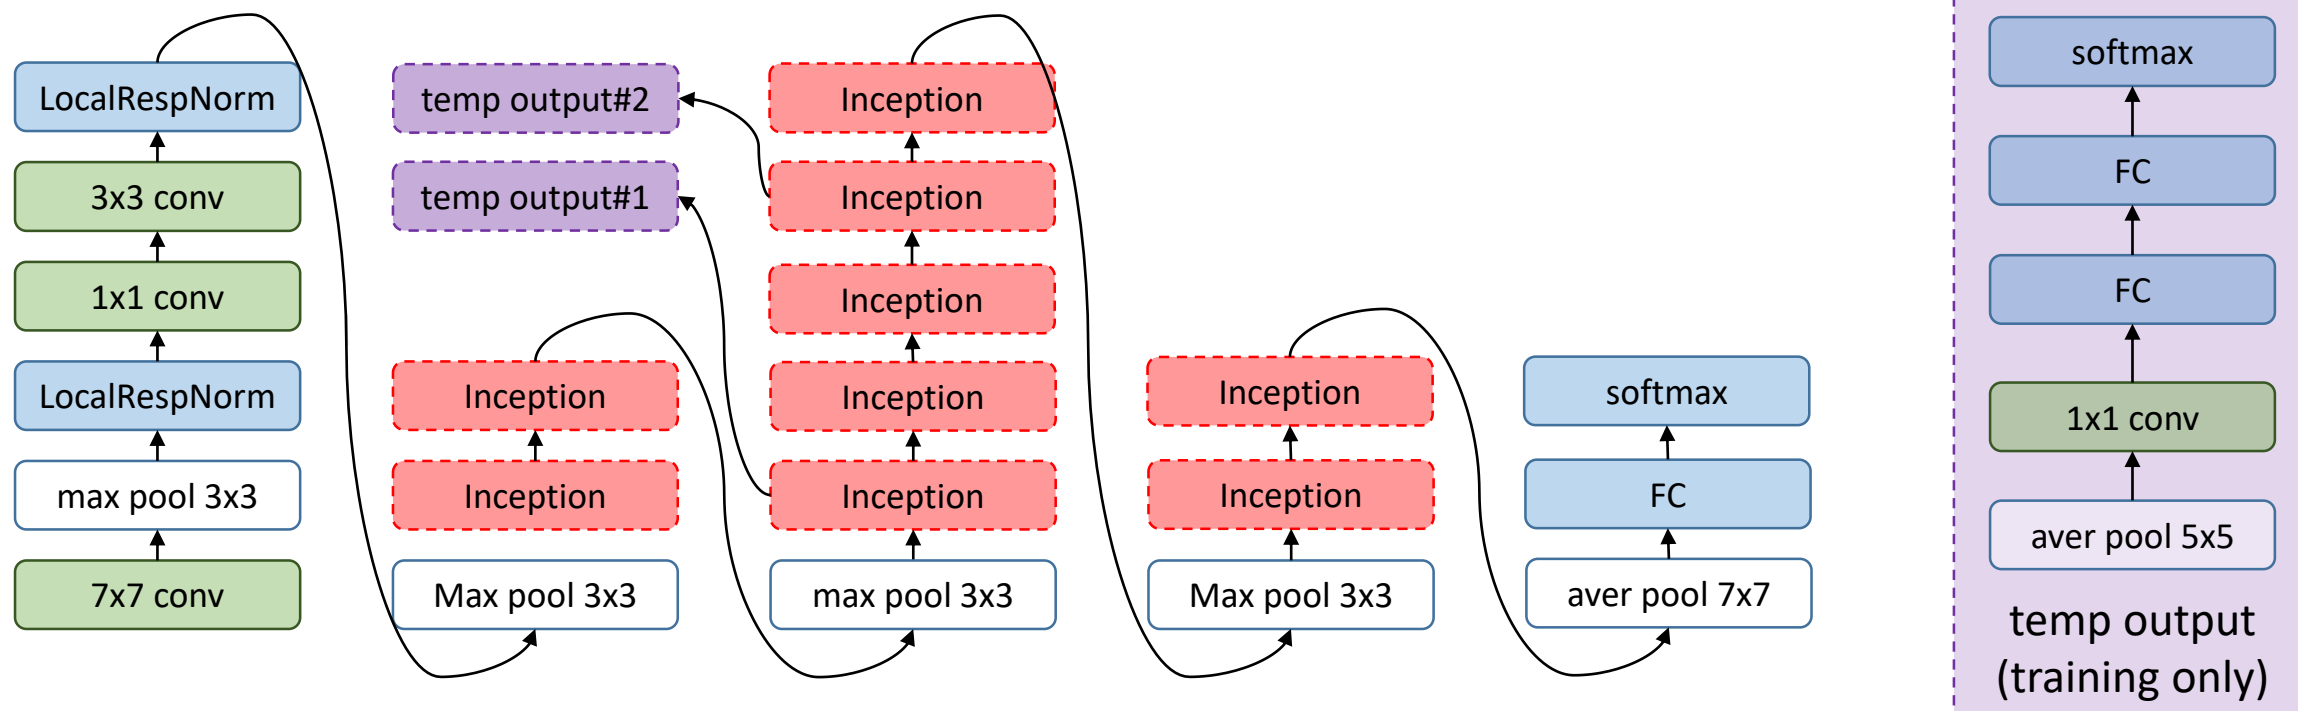 LocalRespNorm
3x3 conv
1x1 conv
LocalRespNorm
max pool 3x3
7x7 conv
temp output#2
temp output#1
Inception
Inception
Max pool 3x3
Inception
Inception
Inception
Inception
Inception
max pool 3x3
Inception
Inception
Max pool 3x3
softmax
FC
aver pool 7x7
softmax
FC
FC
1x1 conv
aver pool 5x5
temp output
(training only)